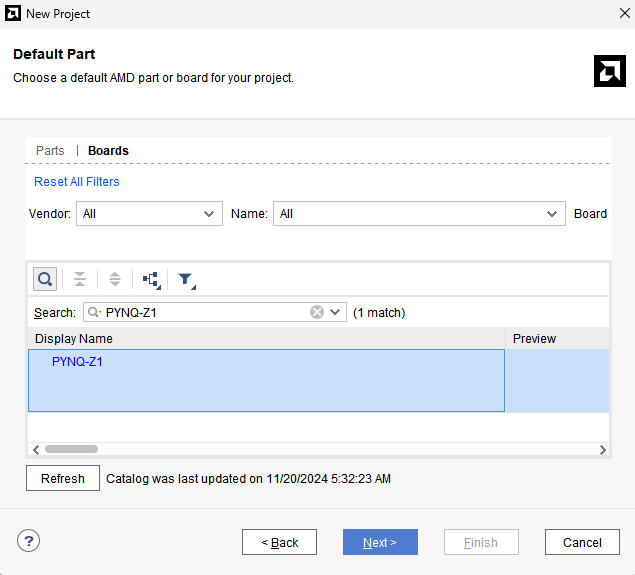 New Project
Default Part
Choose a default AMD part or board for your project.
Parts | Boards
Reset All Filters
Vendor: All Name: All Board
Search: PYNQ-Z1 (1 match)
Display Name Preview
PYNQ-Z1
Refresh Catalog was last updated on 11/20/2024 5:32:23 AM
? < Back Next > Finish Cancel